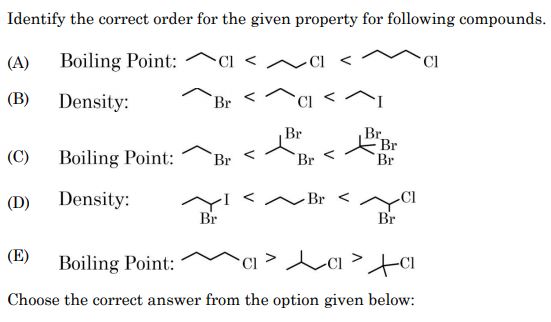 Identify the correct order for the given property for following compounds.
(A) Boiling Point: Cl < Cl < Cl
(B) Density: Br < Cl < I
(C) Boiling Point: Br < Br Br < Br Br Br
(D) Density: I Br < Br < Cl Br
(E) Boiling Point: Cl > Cl > Cl
Choose the correct answer from the option given below: